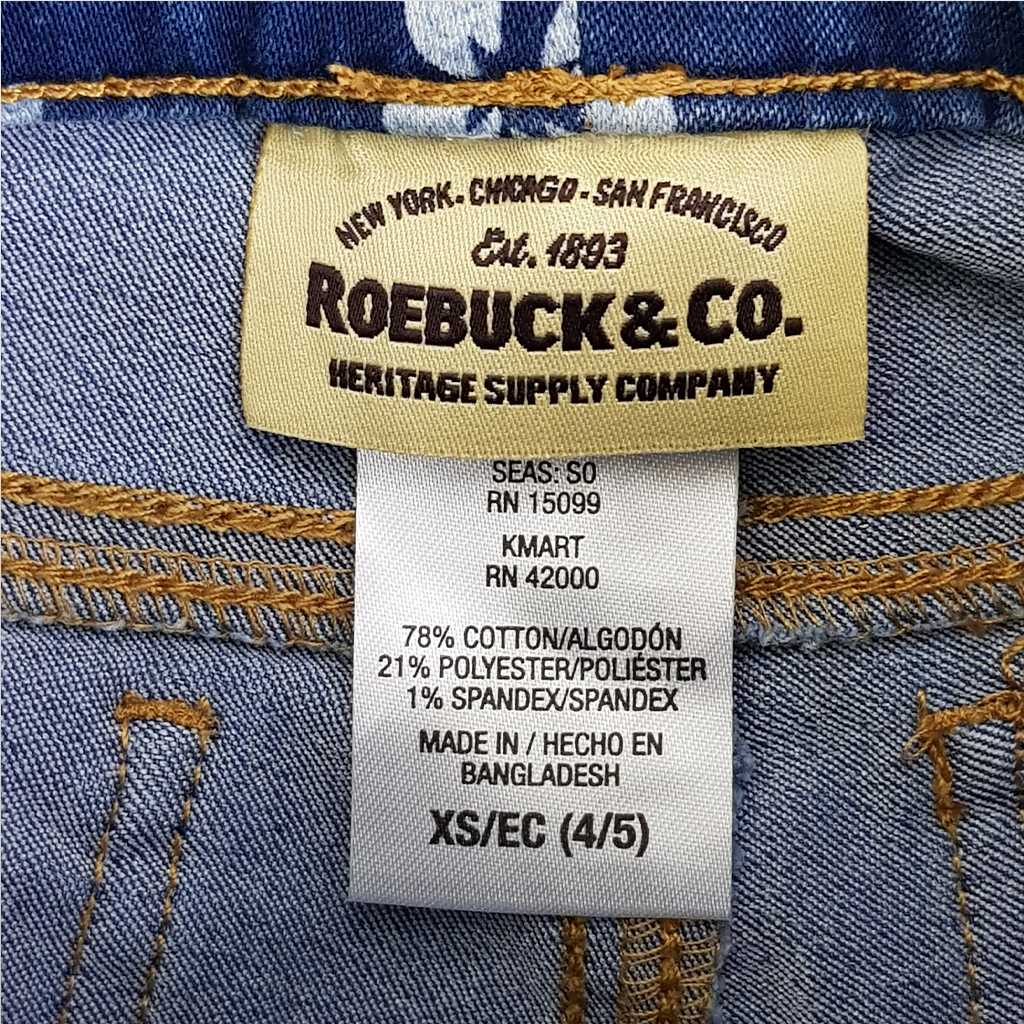 NEW YORK. CHICAGO - SAN FRANCISCO
Est. 1893
ROEBUCK & CO.
HERITAGE SUPPLY COMPANY
SEAS: SO
RN 15099
KMART
RN 42000
78% COTTON/ALGODÓN
21% POLYESTER/POLIÉSTER
1% SPANDEX/SPANDEX
MADE IN / HECHO EN
BANGLADESH
XS/EC (4/5)